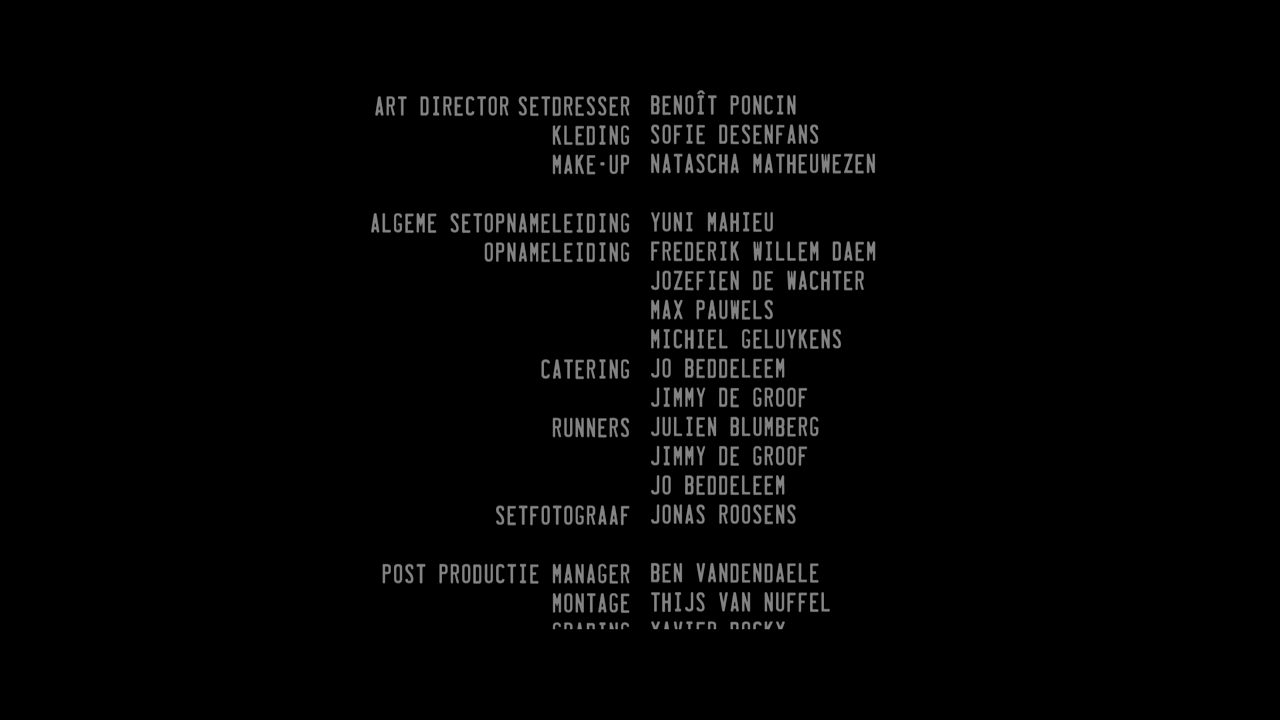 ART DIRECTOR SETDRESSER BENOÎT PONCIN
KLEDING SOFIE DESENFANS
MAKE-UP NATASCHA MATHEUWEZEN
ALGEME SETOPNAMELEIDING YUNI MAHIEU
OPNAMELEIDING FREDERIK WILLEM DAEM
JOZEFIEN DE WACHTER
MAX PAUWELS
MICHIEL GELUYKENS
CATERING JO BEDDELEEM
JIMMY DE GROOF
RUNNERS JULIEN BLUMBERG
JIMMY DE GROOF
JO BEDDELEEM
SETFOTOGRAAF JONAS ROOSENS
POST PRODUCTIE MANAGER BEN VANDENDAELE
MONTAGE THIJS VAN NUFFEL
GRADING XAVIER